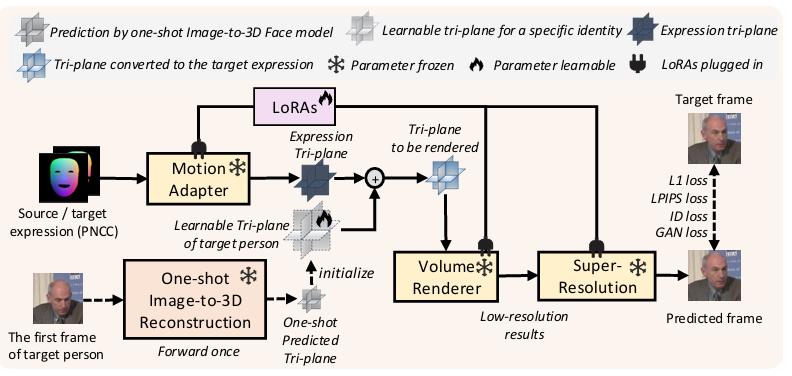 Prediction by one-shot Image-to-3D Face model
Learnable tri-plane for a specific identity
Expression tri-plane
Tri-plane converted to the target expression
Parameter frozen
Parameter learnable
LoRAs plugged in
LoRAs
Target frame
Expression
Tri-Plane
Tri-plane
to be rendered
Motion
Adapter
+
L1 loss
LPIPS loss
ID loss
GAN loss
Source / target
expression (PNCC)
Learnable Tri-plane
of target person
Volume
Renderer
Super-
Resolution
One-shot
Image-to-3D
Reconstruction
initialize
Low-resolution
results
Predicted frame
The first frame
of target person
Forward once
One-shot
Predicted
Tri-plane